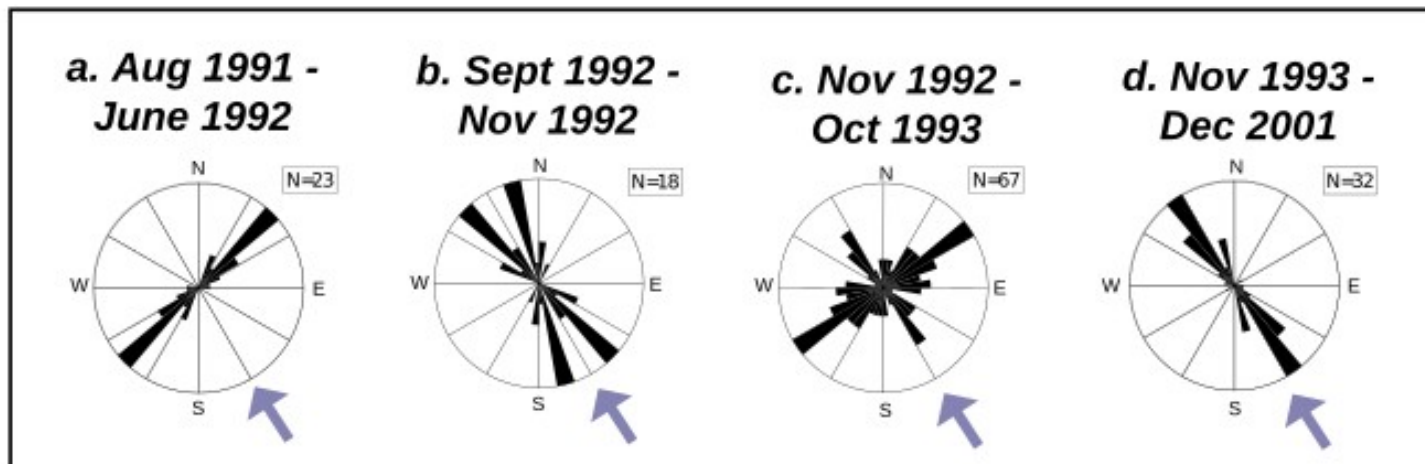 a. Aug 1991 -
June 1992
b. Sept 1992 -
Nov 1992
c. Nov 1992 -
Oct 1993
d. Nov 1993 -
Dec 2001
N
N=23
W
E
S
N
N=18
W
E
S
N
N=67
W
E
S
N
N=32
W
E
S